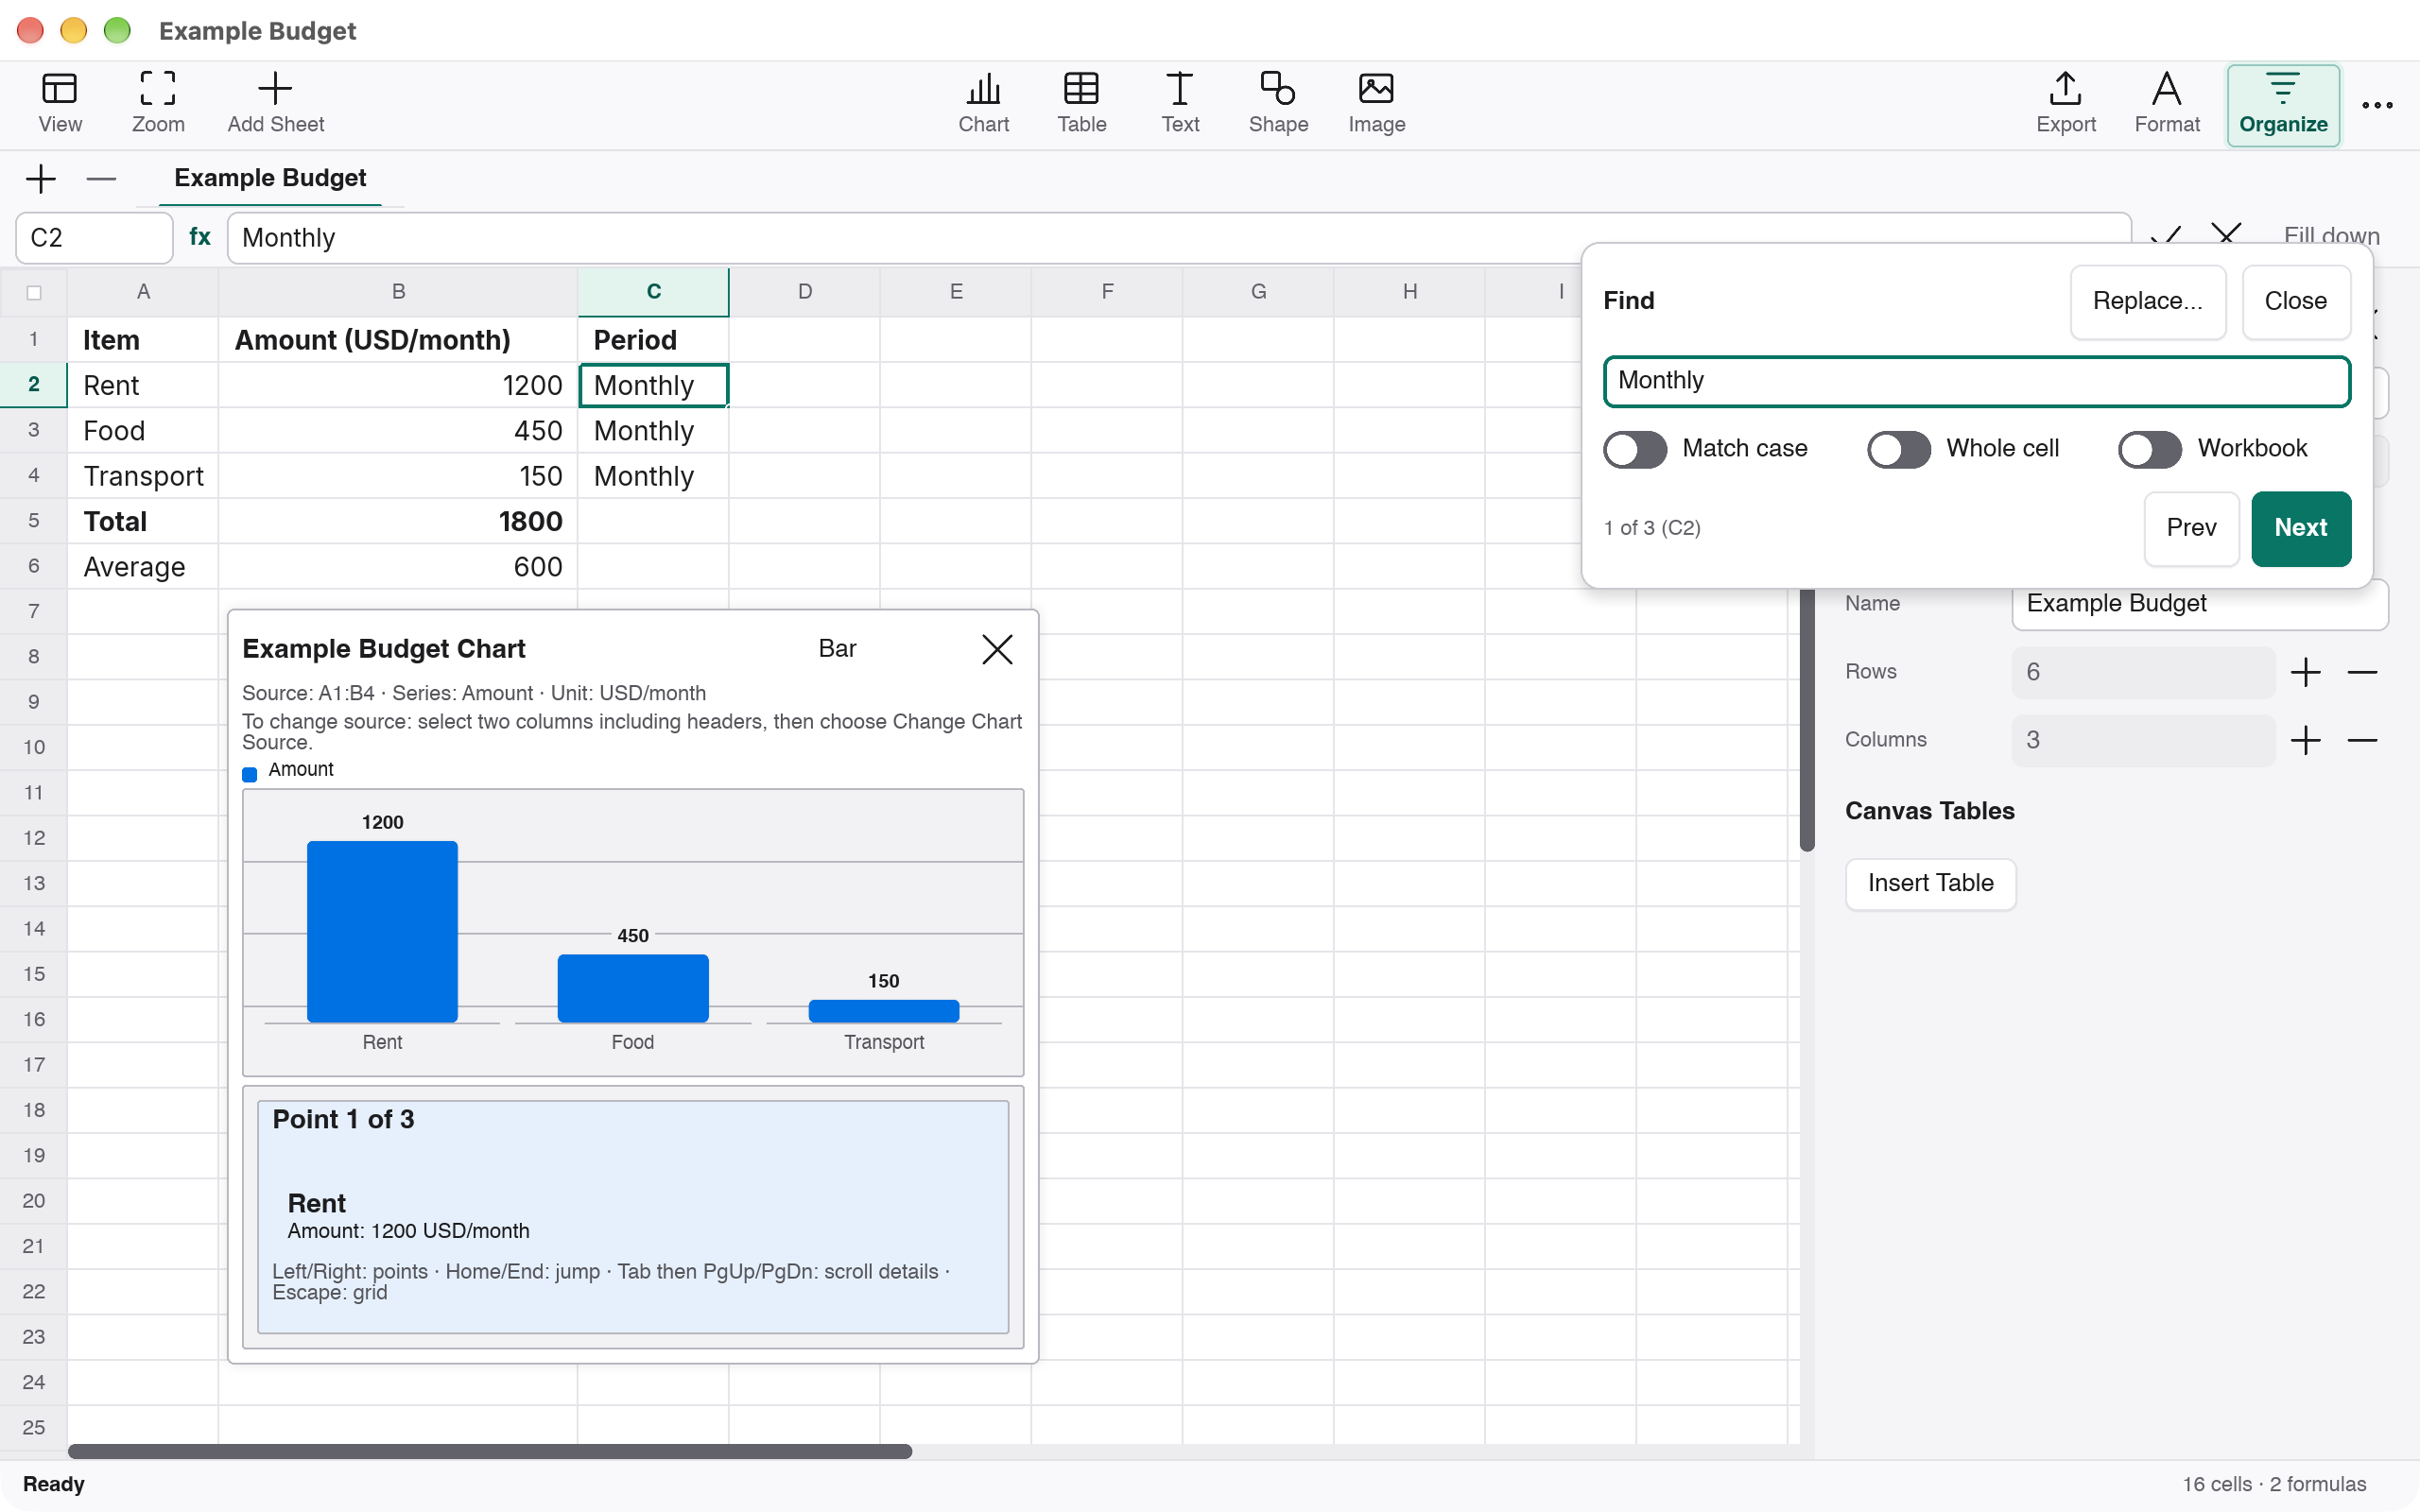 Example Budget
View
Zoom
Add Sheet
Chart
Table
Text
Shape
Image
Export
Format
Organize
Example Budget
C2
fx
Monthly
Fill down
A
B
C
D
E
F
G
H
I
1
Item
Amount (USD/month)
Period
2
Rent
1200
Monthly
3
Food
450
Monthly
4
Transport
150
Monthly
5
Total
1800
6
Average
600
7
8
9
10
11
12
13
14
15
16
17
18
19
20
21
22
23
24
25
Example Budget Chart
Bar
Source: A1:B4 · Series: Amount · Unit: USD/month
To change source: select two columns including headers, then choose Change Chart
Source.
Amount
1200
450
150
Rent
Food
Transport
Point 1 of 3
Rent
Amount: 1200 USD/month
Left/Right: points · Home/End: jump · Tab then PgUp/PgDn: scroll details ·
Escape: grid
Find
Replace...
Close
Monthly
Match case
Whole cell
Workbook
1 of 3 (C2)
Prev
Next
Name
Example Budget
Rows
6
Columns
3
Canvas Tables
Insert Table
Ready
16 cells · 2 formulas